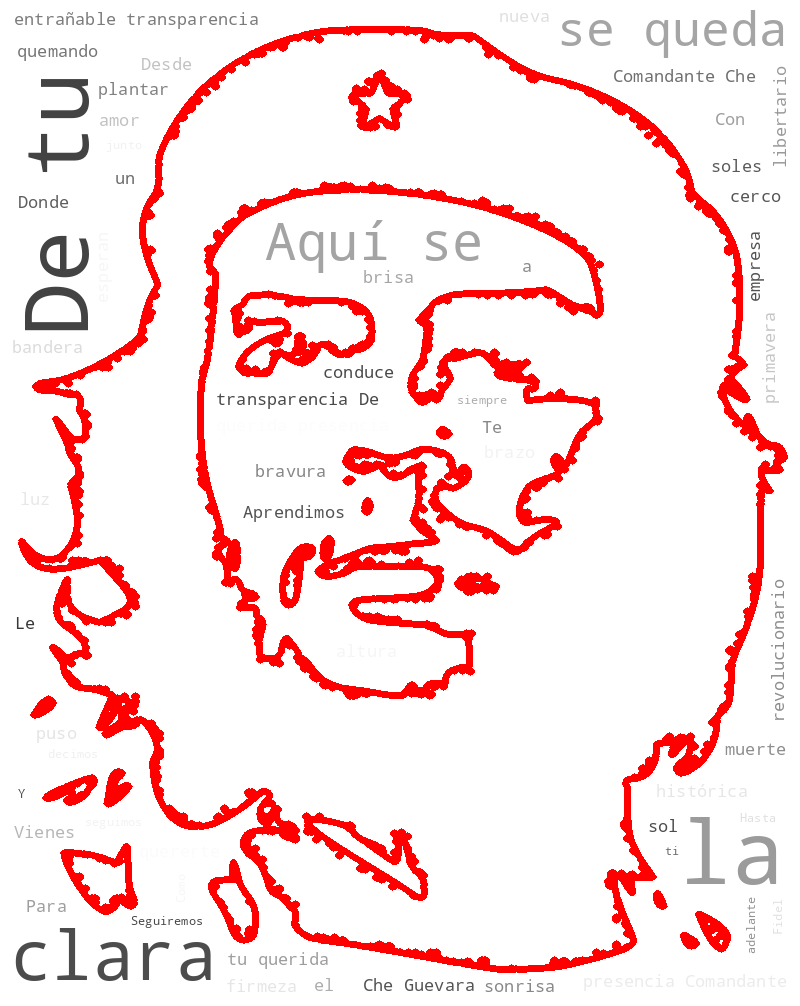 entrañable transparencia
nueva
se queda
quemando
Desde
Comandante Che
libertario
plantar
De tu
amor
Con
junto
soles
un
cerco
Donde
Aquí se
empresa
esperan
brisa
a
primavera
bandera
conduce
transparencia De
siempre
querida presencia
Te
brazo
bravura
luz
Aprendimos
revolucionario
Le
altura
puso
muerte
decimos
histórica
Y
Hasta
seguimos
sol
la
Vienes
ti
Como
Para
Seguiremos
adelante
Fidel
clara
tu querida
firmeza
el
Che Guevara
sonrisa
presencia Comandante